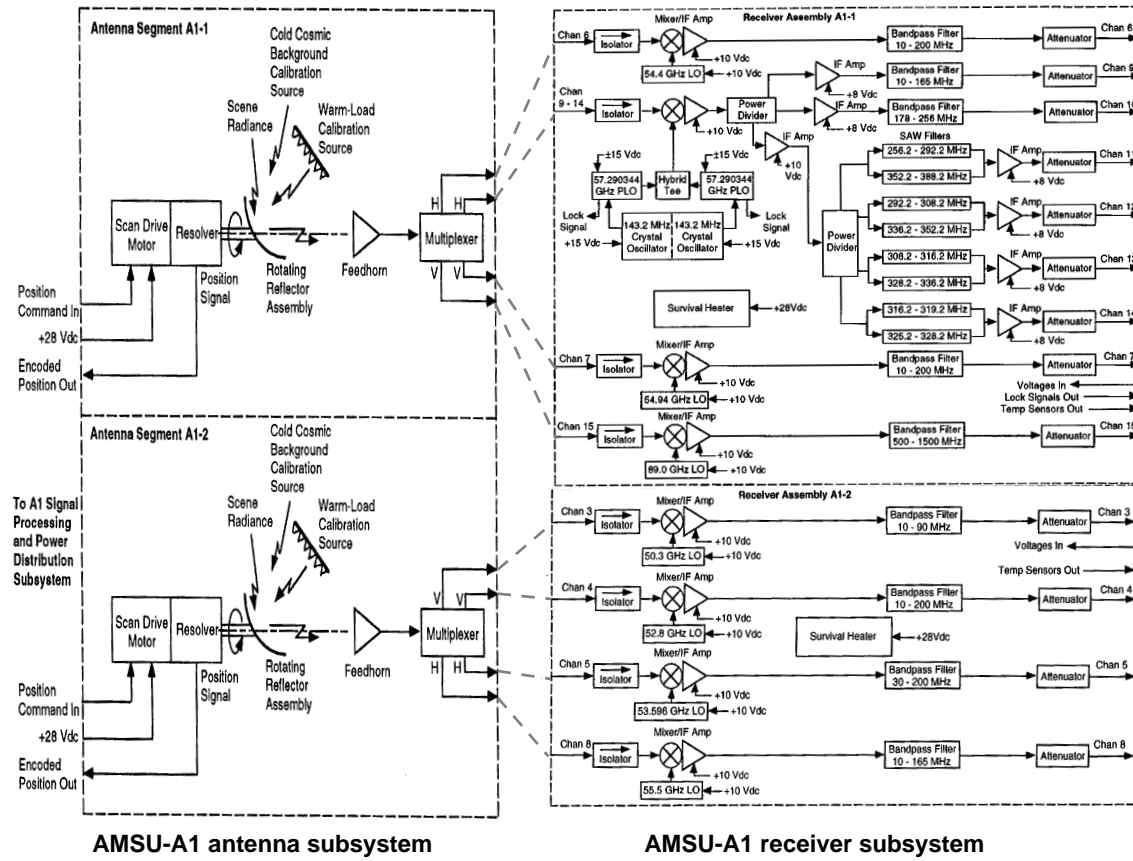 Antenna Segment A1-1
Cold Cosmic
Background
Calibration
Source
Scene
Radiance
Warm-Load
Calibration
Source
Scan Drive
Motor
Resolver
Position
Signal
Rotating
Reflector
Assembly
Feedhorn
H H
Multiplexer
V V
Position
Command In
+28 Vdc
Encoded
Position Out
Antenna Segment A1-2
Cold Cosmic
Background
Calibration
Source
Scene
Radiance
Warm-Load
Calibration
Source
To A1 Signal
Processing
and Power
Distribution
Subsystem
Scan Drive
Motor
Resolver
Position
Signal
Rotating
Reflector
Assembly
Feedhorn
V V
Multiplexer
H H
Position
Command In
+28 Vdc
Encoded
Position Out
AMSU-A1 antenna subsystem
Receiver Assembly A1-1
Mixer/IF Amp
Chan 6
Isolator
+10 Vdc
54.4 GHz LO
+10 Vdc
Bandpass Filter
10 - 200 MHz
Attenuator
Chan 6
Chan
9 - 14
Isolator
+10 Vdc
Power
Divider
IF Amp
+8 Vdc
Bandpass Filter
10 - 165 MHz
Attenuator
Chan 9
IF Amp
+8 Vdc
Bandpass Filter
178 - 256 MHz
Attenuator
IF Amp
+10
Vdc
±15 Vdc
57.290344
GHz PLO
Hybrid
Tee
±15 Vdc
57.290344
GHz PLO
Lock
Signal
Lock
Signal
143.2 MHz
Crystal
Oscillator
143.2 MHz
Crystal
Oscillator
+15 Vdc
+15 Vdc
Power
Divider
SAW Filters
256.2 - 292.2 MHz
352.2 - 388.2 MHz
IF Amp
+8 Vdc
Attenuator
292.2 - 308.2 MHz
336.2 - 352.2 MHz
IF Amp
+8 Vdc
Attenuator
308.2 - 316.2 MHz
328.2 - 336.2 MHz
IF Amp
+8 Vdc
Attenuator
316.2 - 319.2 MHz
325.2 - 328.2 MHz
IF Amp
+8 Vdc
Attenuator
Survival Heater
+28Vdc
Mixer/IF Amp
Chan 7
Isolator
+10 Vdc
54.94 GHz LO
+10 Vdc
Bandpass Filter
10 - 200 MHz
Attenuator
Chan 7
Voltages In
Lock Signals Out
Temp Sensors Out
Mixer/IF Amp
Chan 15
Isolator
+10 Vdc
89.0 GHz LO
+10 Vdc
Bandpass Filter
500 - 1500 MHz
Attenuator
Chan 15
Receiver Assembly A1-2
Mixer/IF Amp
Chan 3
Isolator
+10 Vdc
50.3 GHz LO
+10 Vdc
Bandpass Filter
10 - 90 MHz
Attenuator
Chan 3
Voltages In
Temp Sensors Out
Mixer/IF Amp
Chan 4
Isolator
+10 Vdc
52.8 GHz LO
+10 Vdc
Bandpass Filter
10 - 200 MHz
Attenuator
Chan 4
Survival Heater
+28Vdc
Mixer/IF Amp
Chan 5
Isolator
+10 Vdc
53.596 GHz LO
+10 Vdc
Bandpass Filter
30 - 200 MHz
Attenuator
Chan 5
Mixer/IF Amp
Chan 8
Isolator
+10 Vdc
55.5 GHz LO
+10 Vdc
Bandpass Filter
10 - 165 MHz
Attenuator
Chan 8
AMSU-A1 receiver subsystem